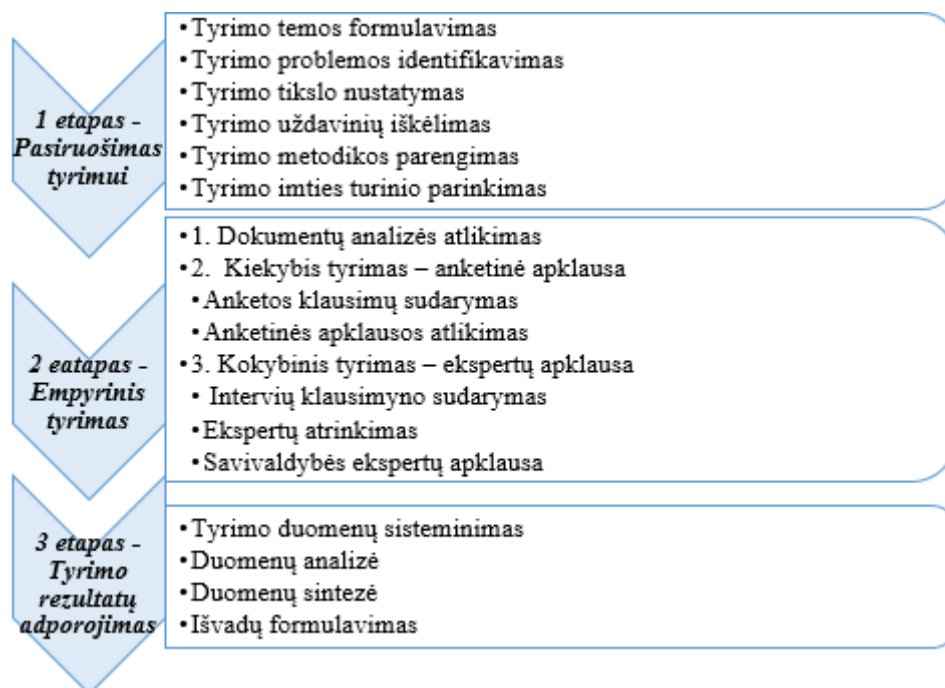 1 etapas -
Pasiruošimas
tyrimui
•Tyrimo temos formulavimas
•Tyrimo problemos identifikavimas
•Tyrimo tikslo nustatymas
•Tyrimo uždavinių iškėlimas
•Tyrimo metodikos parengimas
•Tyrimo imties turinio parinkimas
2 eatapas -
Empyrinis
tyrimas
•1. Dokumentų analizės atlikimas
•2. Kiekybis tyrimas – anketinė apklausa
•Anketos klausimų sudarymas
•Anketinės apklausos atlikimas
•3. Kokybinis tyrimas – ekspertų apklausa
• Intervių klausimyno sudarymas
•Ekspertų atrinkimas
•Savivaldybės ekspertų apklausa
3 etapas -
Tyrimo
rezultatų
adporojimas
•Tyrimo duomenų sisteminimas
•Duomenų analizė
•Duomenų sintezė
•Išvadų formulavimas